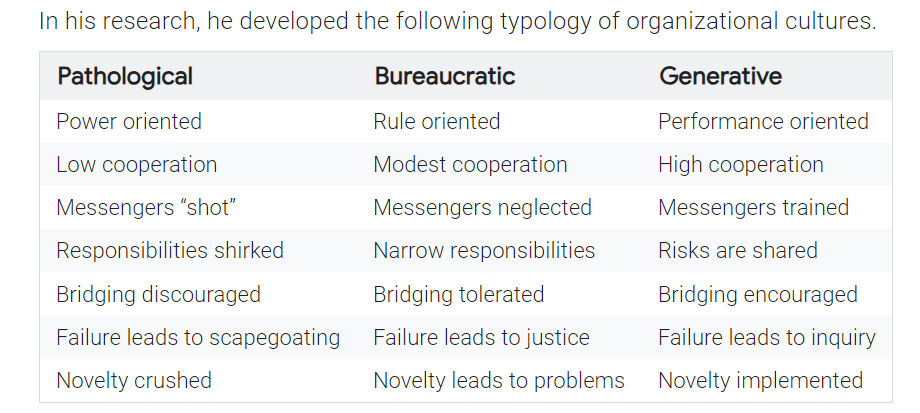 In his research, he developed the following typology of organizational cultures.
Pathological Bureaucratic Generative
Power oriented Rule oriented Performance oriented
Low cooperation Modest cooperation High cooperation
Messengers “shot” Messengers neglected Messengers trained
Responsibilities shirked Narrow responsibilities Risks are shared
Bridging discouraged Bridging tolerated Bridging encouraged
Failure leads to scapegoating Failure leads to justice Failure leads to inquiry
Novelty crushed Novelty leads to problems Novelty implemented